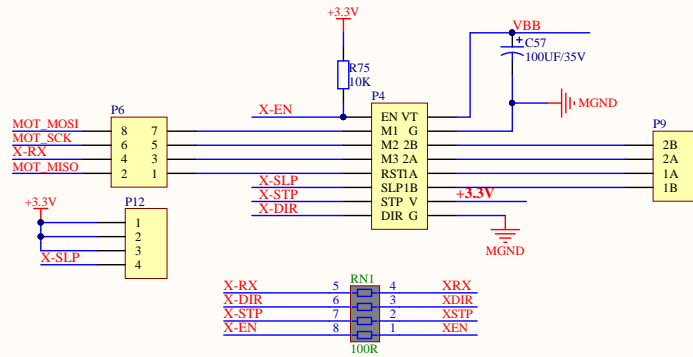 +3.3V
VBB
C57
100UF/35V
R75
10K
MGND
P6
X-EN
P4
P9
MOT_MOSI 8 7 EN VT
MOT_SCK 6 5 M1 G
X-RX 4 3 M2 2B 2B
MOT_MISO 2 1 M3 2A 2A
RST1A 1A
X-SLP SLP1B 1B
X-STP STP V +3.3V
X-DIR DIR G
MGND
+3.3V
P12
1
2
3
X-SLP 4
RN1
X-RX 5 4 XRX
X-DIR 6 3 XDIR
X-STP 7 2 XSTP
X-EN 8 1 XEN
100R